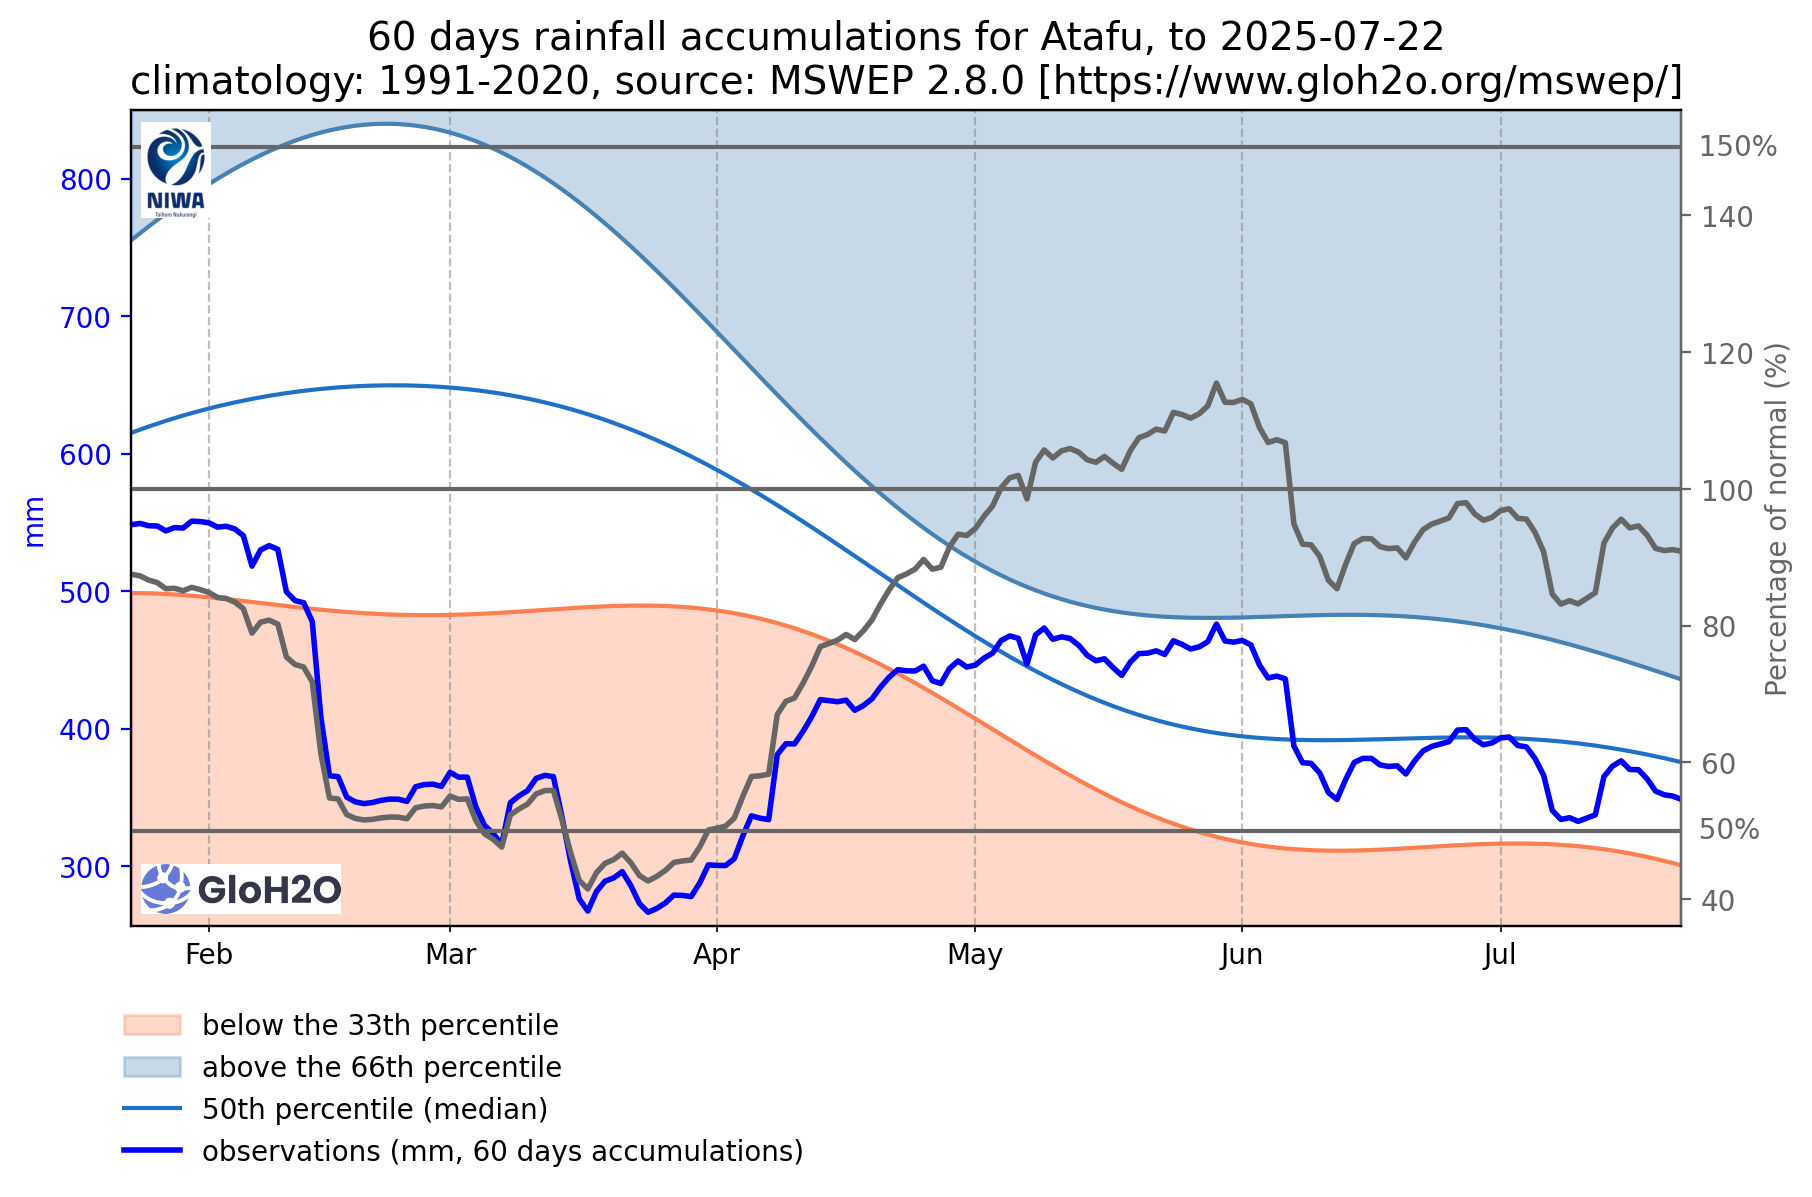 60 days rainfall accumulations for Atafu, to 2025-07-22
climatology: 1991-2020, source: MSWEP 2.8.0 [https://www.gloh2o.org/mswep/]
NIWA
Taihoro Nukurangi
GloH2O
mm
800
700
600
500
400
300
150%
140
120
100
80
60
50%
40
Percentage of normal (%)
Feb Mar Apr May Jun Jul
below the 33th percentile
above the 66th percentile
50th percentile (median)
observations (mm, 60 days accumulations)